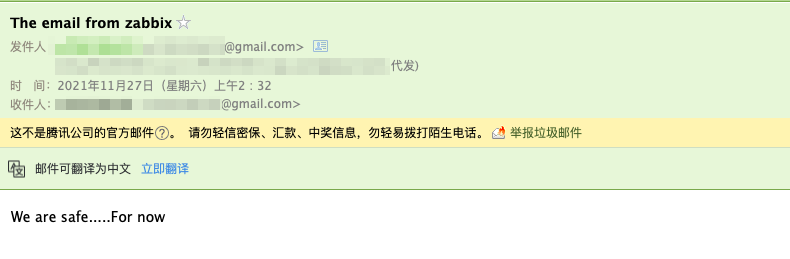 The email from zabbix
发件人 @gmail.com>
代发)
时 间：2021年11月27日（星期六）上午2：32
收件人： @gmail.com>
这不是腾讯公司的官方邮件?。 请勿轻信密保、汇款、中奖信息，勿轻易拨打陌生电话。 举报垃圾邮件
邮件可翻译为中文 立即翻译
We are safe.....For now